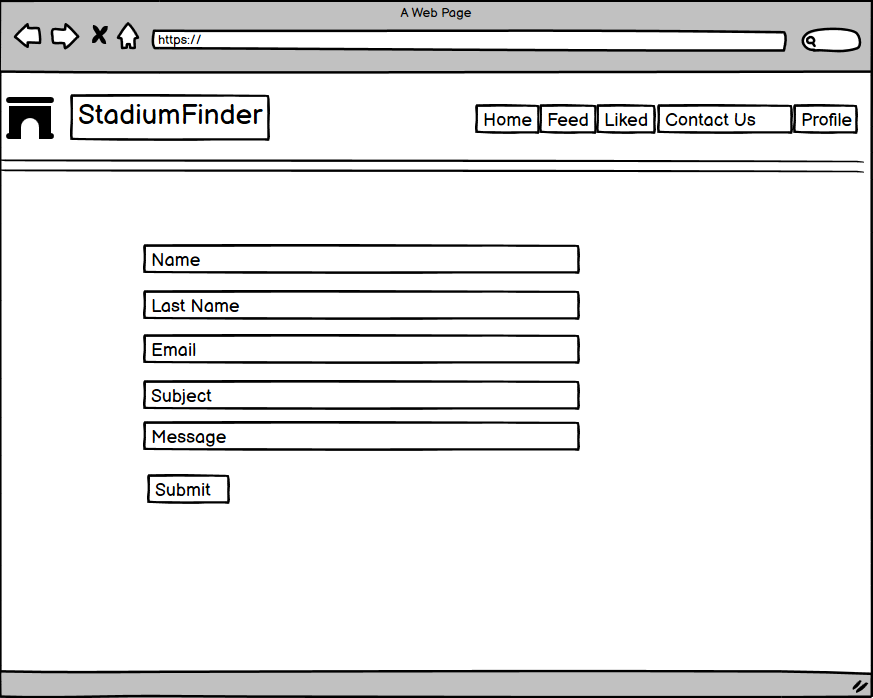 A Web Page
https://
StadiumFinder
Home Feed Liked Contact Us Profile
Name
Last Name
Email
Subject
Message
Submit